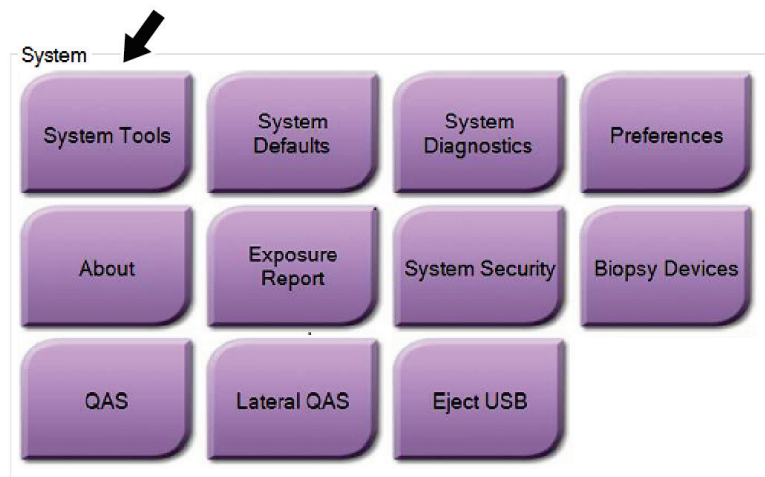 System
System Tools
System
Defaults
System
Diagnostics
Preferences
About
Exposure
Report
System Security
Biopsy Devices
QAS
Lateral QAS
Eject USB